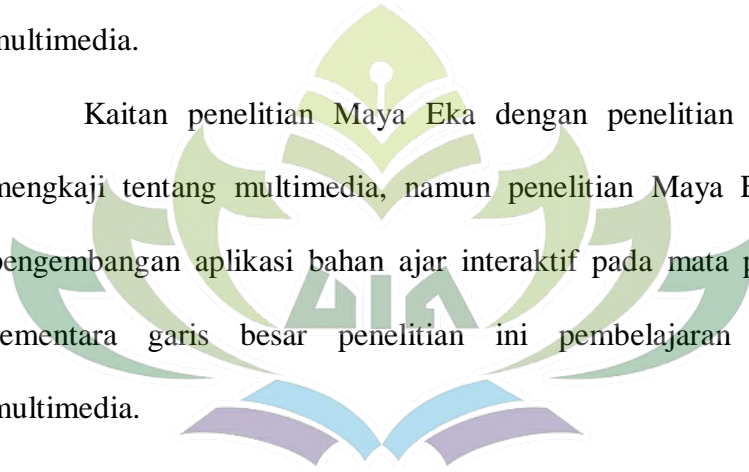 multimedia.
Kaitan penelitian Maya Eka dengan penelitian
mengkaji tentang multimedia, namun penelitian Maya
pengembangan aplikasi bahan ajar interaktif pada mata
sementara garis besar penelitian ini pembelajaran
multimedia.
UIN